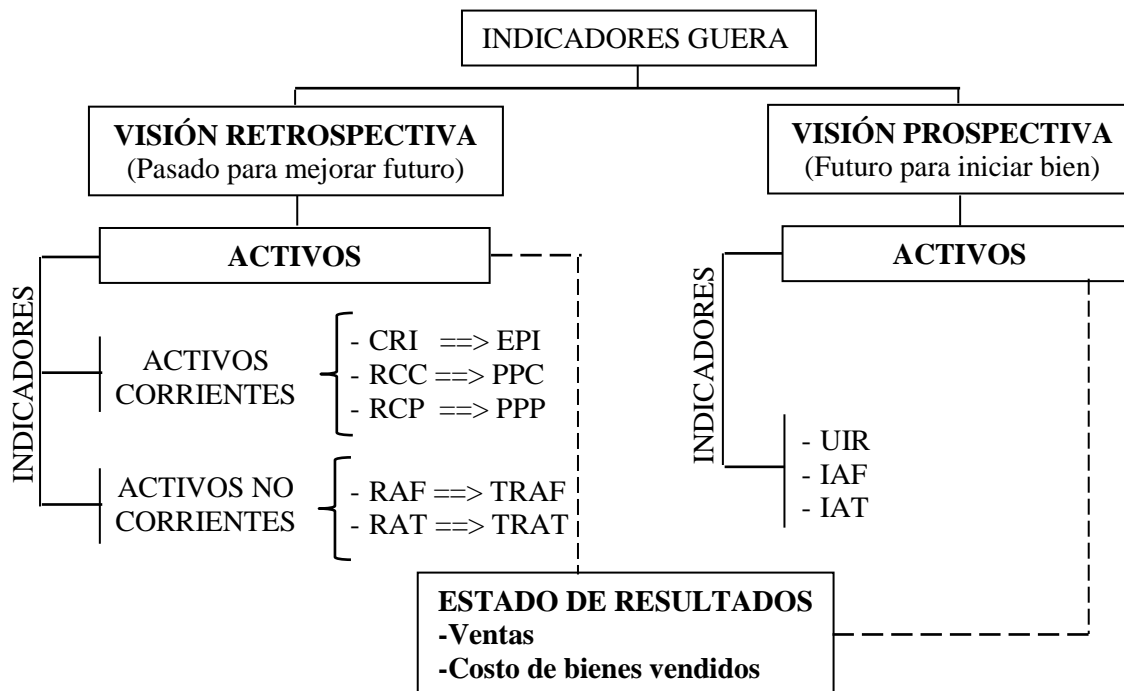 INDICADORES GUERA
VISIÓN RETROSPECTIVA
(Pasado para mejorar futuro)
VISIÓN PROSPECTIVA
(Futuro para iniciar bien)
ACTIVOS
INDICADORES
ACTIVOS
CORRIENTES
- CRI ==> EPI
- RCC ==> PPC
- RCP ==> PPP
ACTIVOS NO
CORRIENTES
- RAF ==> TRAF
- RAT ==> TRAT
ACTIVOS
INDICADORES
- UIR
- IAF
- IAT
ESTADO DE RESULTADOS
-Ventas
-Costo de bienes vendidos